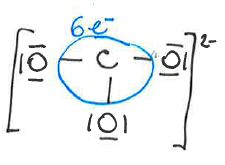 6e⁻
[|O̅ – C – O̅|]²⁻
|O|